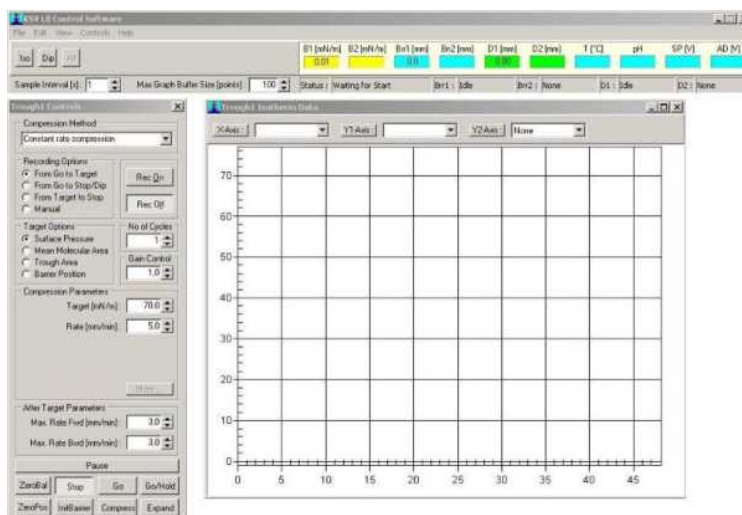 KSV LB Control Software
File Edit View Controls Help
Iso Dip
B1 [mN/m] B2 [mN/m] Brr1 [mm] Brr2 [mm] D1 [mm] D2 [mm] T [°C] pH SP [V] AD [V]
0.01 0.0 0.00
Sample Interval [s]: 1 Max Graph Buffer Size [points]: 100 Status: Waiting for Start Brr1: Idle Brr2: None D1: Idle D2: None
Trough1 Controls
Compression Method
Constant rate compression
Recording Options
From Go to Target
From Go to Stop/Dip
From Target to Stop
Manual
Rec On
Rec Off
Target Options
Surface Pressure
Mean Molecular Area
Trough Area
Barrier Position
No of Cycles
1
Gain Control
1.0
Compression Parameters
Target [mN/m]: 70.0
Rate [mm/min]: 5.0
More...
After Target Parameters
Max. Rate Fwd [mm/min]: 3.0
Max. Rate Bwd [mm/min]: 3.0
Pause
ZeroBal Stop Go Go/Hold
ZeroPos InitBarrier Compress Expand
Trough1 Isotherm Data
X-Axis: Y1-Axis: Y2-Axis: None
70
60
50
40
30
20
10
0
0 5 10 15 20 25 30 35 40 45